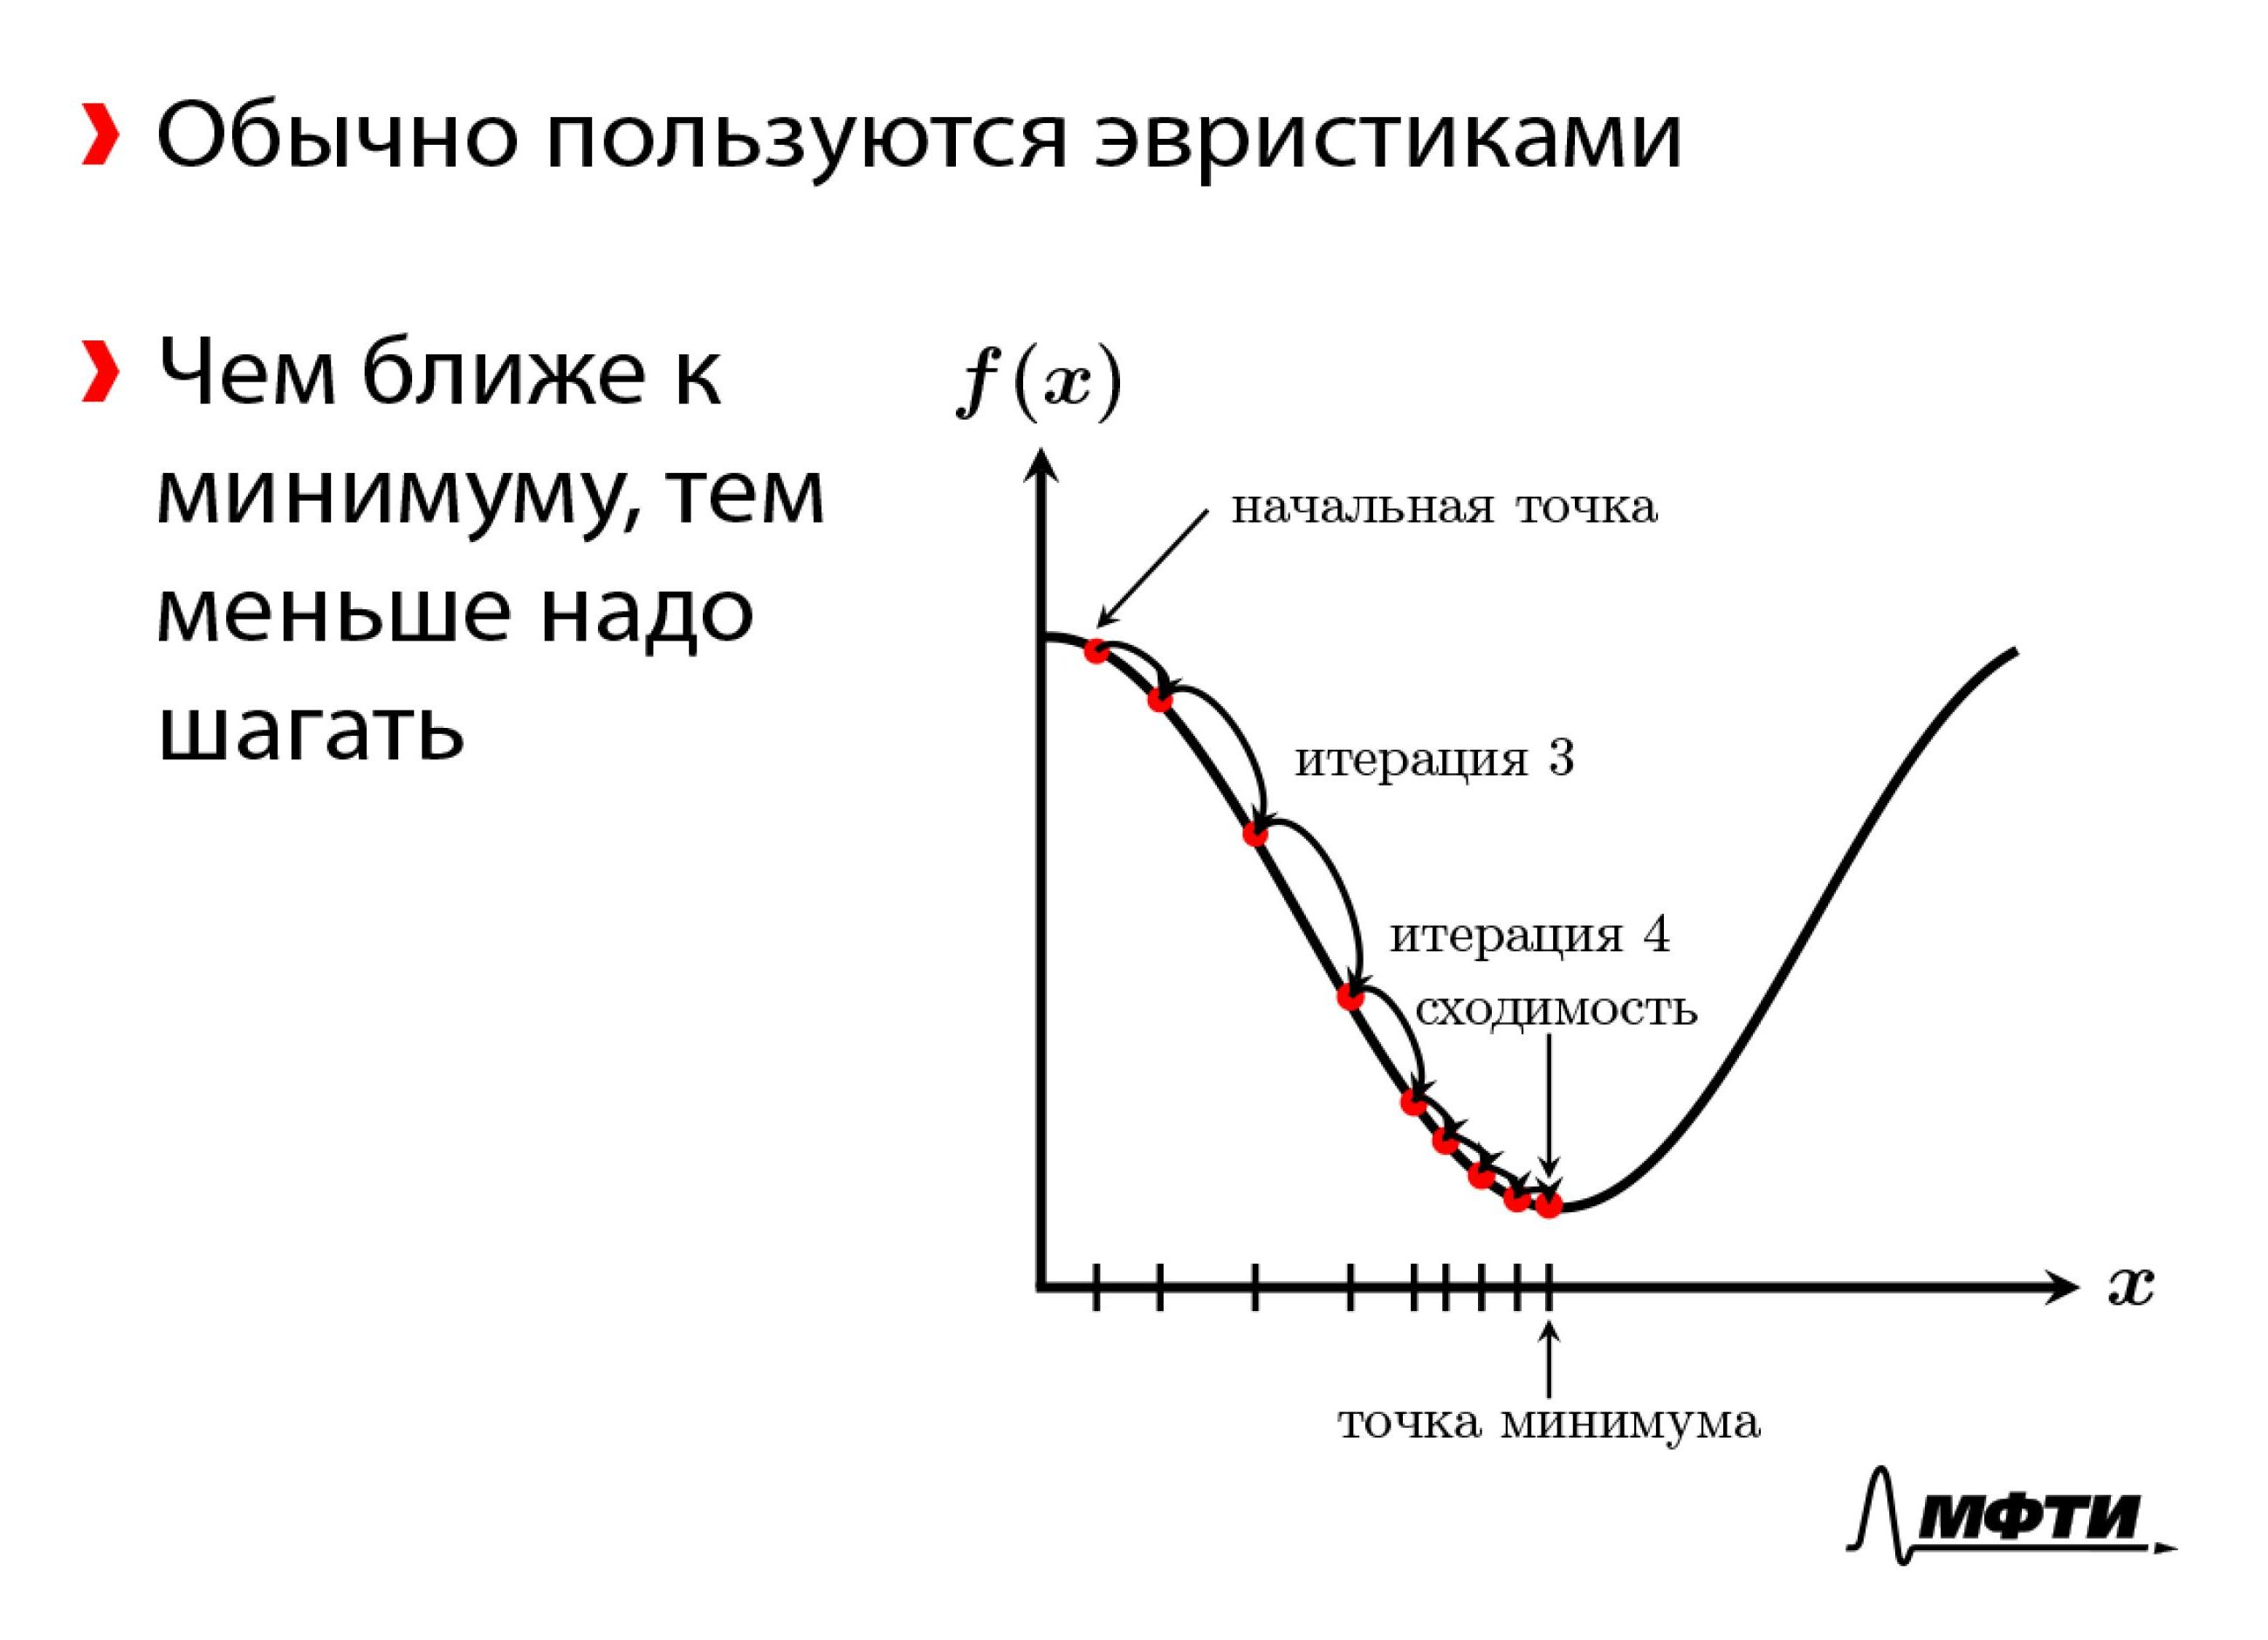 Обычно пользуются эвристиками
Чем ближе к
минимуму, тем
меньше надо
шагать
f(x)
начальная точка
итерация 3
итерация 4
сходимость
x
точка минимума
МФТИ